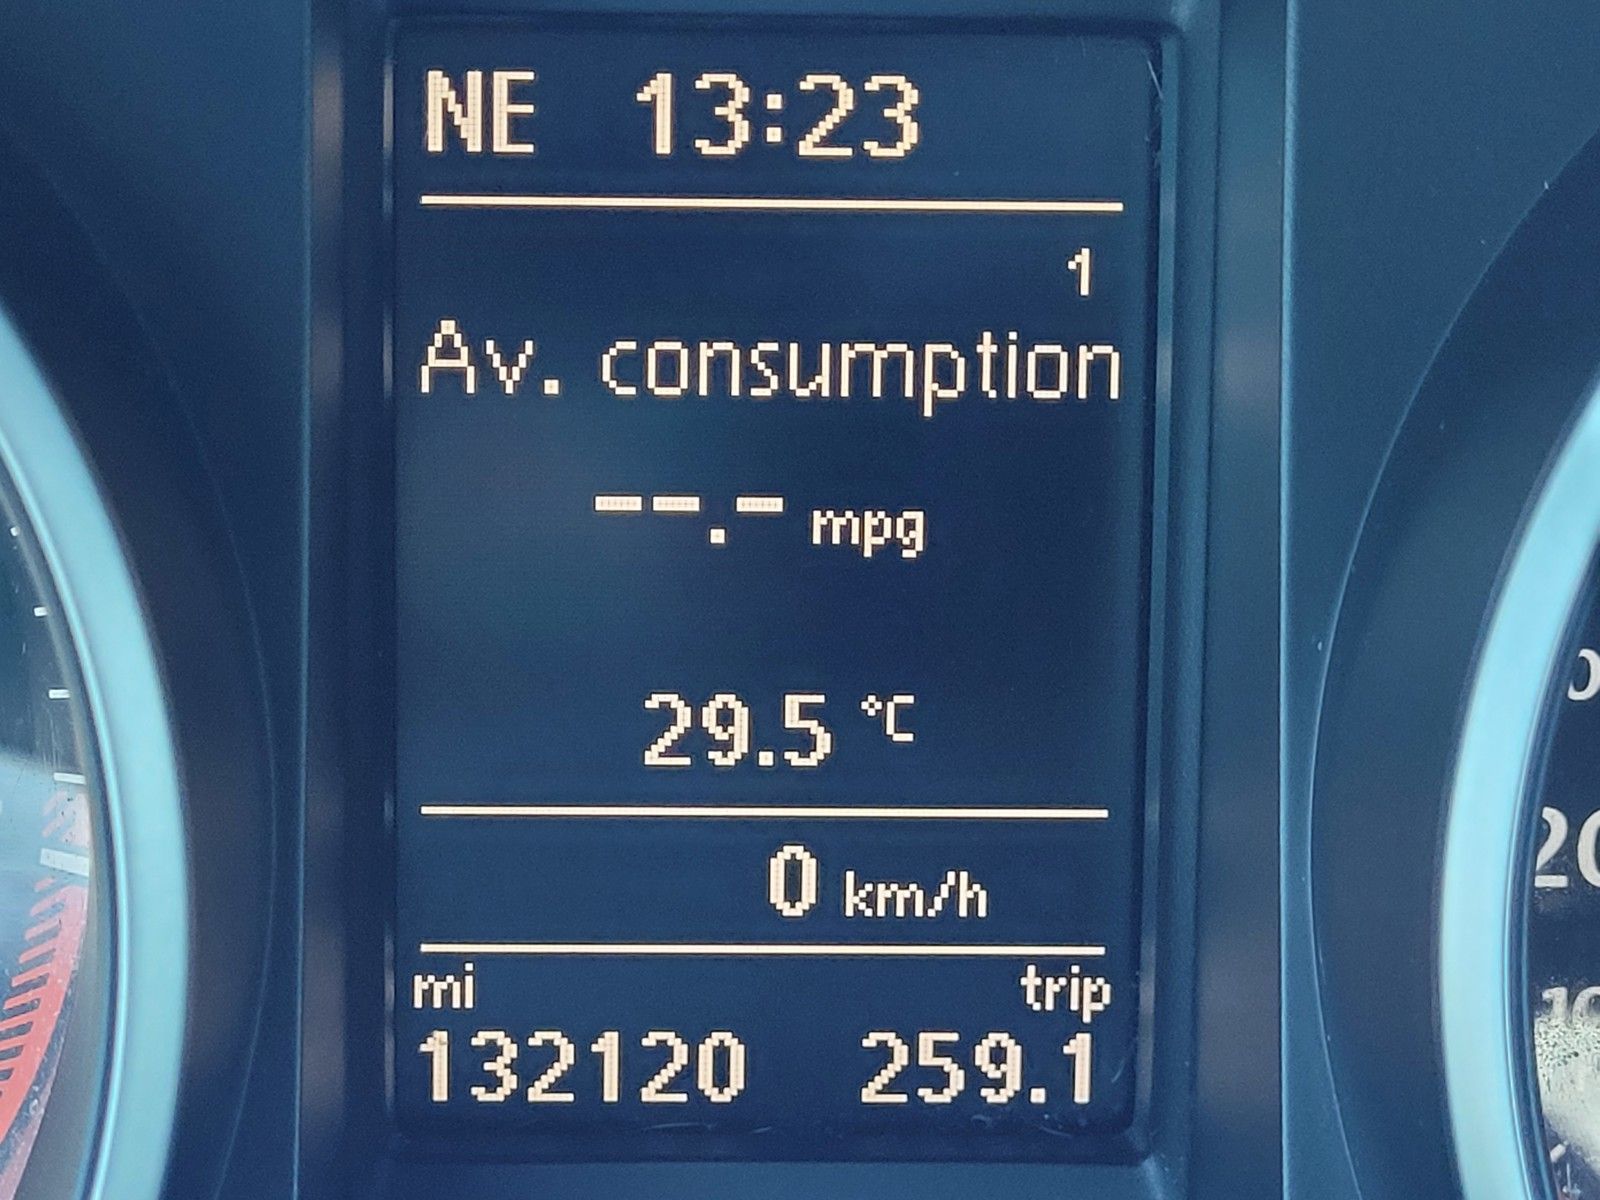 NE 13:23
1
Av. consumption
--.- mpg
29.5 °C
0 km/h
mi trip
132120 259.1